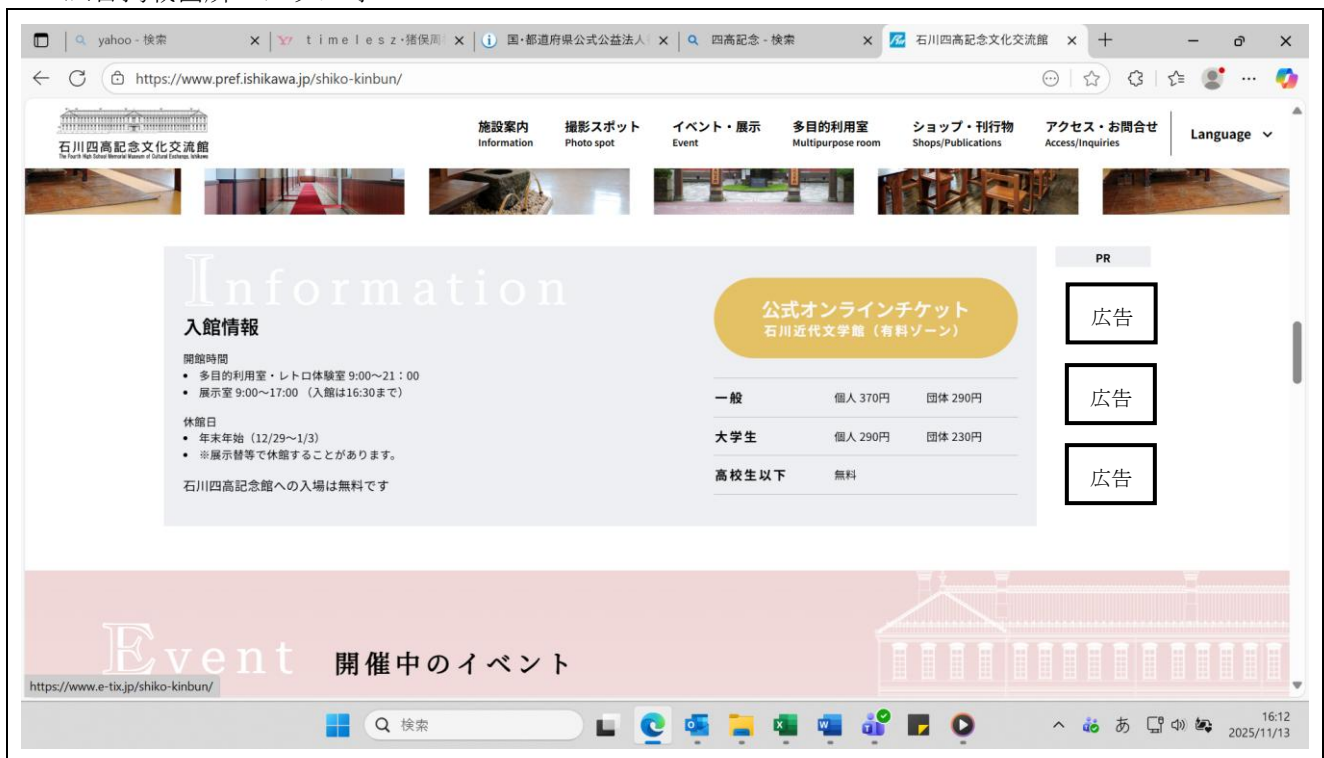 yahoo - 検索
ｔｉｍｅｌｅｓｚ・猪俣周
国・都道府県公式公益法人
四高記念 - 検索
石川四高記念文化交流館
https://www.pref.ishikawa.jp/shiko-kinbun/
石川四高記念文化交流館
The Fourth High School Memorial Museum of Cultural Exchange, Ishikawa
施設案内
Information
撮影スポット
Photo spot
イベント・展示
Event
多目的利用室
Multipurpose room
ショップ・刊行物
Shops/Publications
アクセス・お問合せ
Access/Inquiries
Language
Information
入館情報
開館時間
• 多目的利用室・レトロ体験室 9:00～21：00
• 展示室 9:00～17:00 （入館は16:30まで）
休館日
• 年末年始（12/29～1/3）
• ※展示替等で休館することがあります。
石川四高記念館への入場は無料です
公式オンラインチケット
石川近代文学館（有料ゾーン）
一般 個人 370円 団体 290円
大学生 個人 290円 団体 230円
高校生以下 無料
PR
広告
広告
広告
Event 開催中のイベント
https://www.e-tix.jp/shiko-kinbun/
検索
あ
16:12
2025/11/13